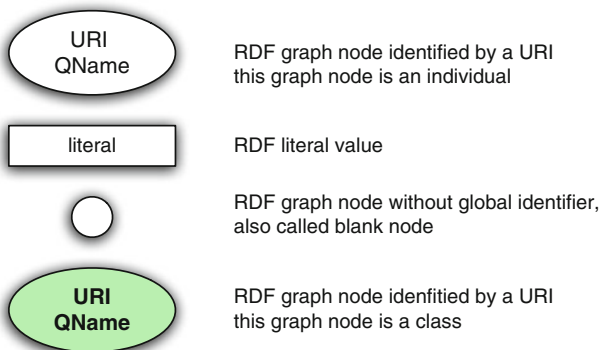 URI
QName
RDF graph node identified by a URI
this graph node is an individual
literal
RDF literal value
RDF graph node without global identifier,
also called blank node
URI
QName
RDF graph node idenfitied by a URI
this graph node is a class